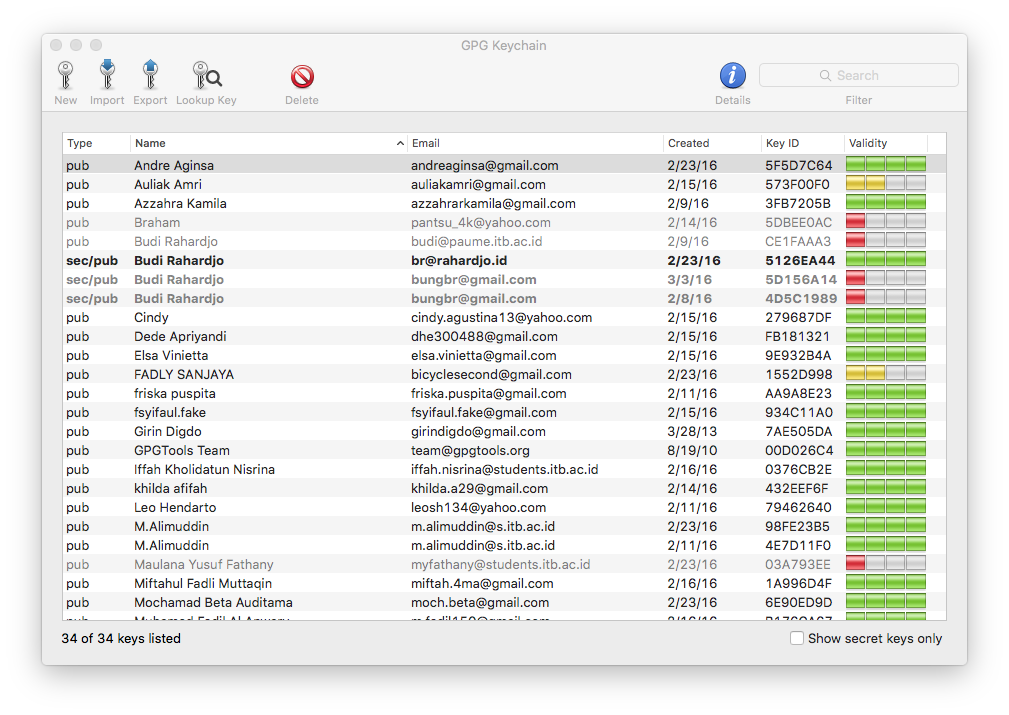 GPG Keychain
New Import Export Lookup Key Delete Details Search Filter
Type Name Email Created Key ID Validity
pub Andre Aginsa andreaginsa@gmail.com 2/23/16 5F5D7C64
pub Auliak Amri auliakamri@gmail.com 2/15/16 573F00F0
pub Azzahra Kamila azzahrarkamila@gmail.com 2/9/16 3FB7205B
pub Braham pantsu_4k@yahoo.com 2/14/16 5DBEE0AC
pub Budi Rahardjo budi@paume.itb.ac.id 2/9/16 CE1FAAA3
sec/pub Budi Rahardjo br@rahardjo.id 2/23/16 5126EA44
sec/pub Budi Rahardjo bungbr@gmail.com 3/3/16 5D156A14
sec/pub Budi Rahardjo bungbr@gmail.com 2/8/16 4D5C1989
pub Cindy cindy.agustina13@yahoo.com 2/15/16 279687DF
pub Dede Apriyandi dhe300488@gmail.com 2/15/16 FB181321
pub Elsa Vinietta elsa.vinietta@gmail.com 2/15/16 9E932B4A
pub FADLY SANJAYA bicyclesecond@gmail.com 2/23/16 1552D998
pub friska puspita friska.puspita@gmail.com 2/11/16 AA9A8E23
pub fsyifaul.fake fsyifaul.fake@gmail.com 2/15/16 934C11A0
pub Girin Digdo girindigdo@gmail.com 3/28/13 7AE505DA
pub GPGTools Team team@gpgtools.org 8/19/10 00D026C4
pub Iffah Kholidatun Nisrina iffah.nisrina@students.itb.ac.id 2/16/16 0376CB2E
pub khilda afifah khilda.a29@gmail.com 2/14/16 432EEF6F
pub Leo Hendarto leosh134@yahoo.com 2/11/16 79462640
pub M.Alimuddin m.alimuddin@s.itb.ac.id 2/23/16 98FE23B5
pub M.Alimuddin m.alimuddin@s.itb.ac.id 2/11/16 4E7D11F0
pub Maulana Yusuf Fathany myfathany@students.itb.ac.id 2/23/16 03A793EE
pub Miftahul Fadli Muttaqin miftah.4ma@gmail.com 2/16/16 1A996D4F
pub Mochamad Beta Auditama moch.beta@gmail.com 2/23/16 6E90ED9D
34 of 34 keys listed Show secret keys only